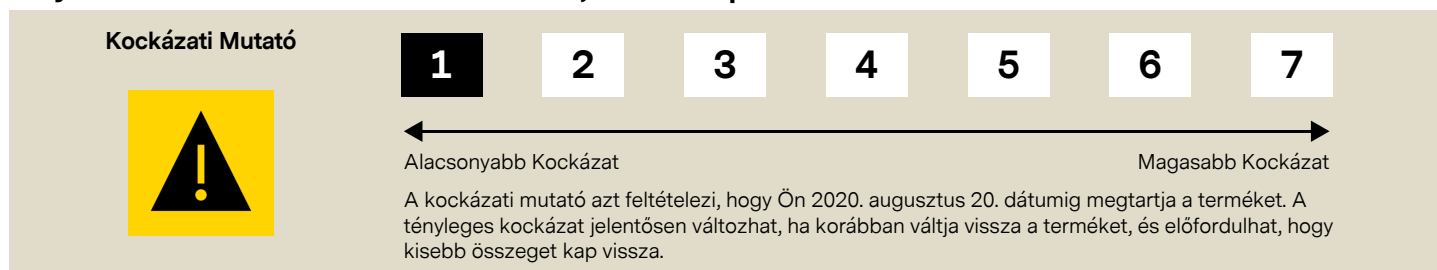 Kockázati Mutató
1 2 3 4 5 6 7
Alacsonyabb Kockázat Magasabb Kockázat
A kockázati mutató azt feltételezi, hogy Ön 2020. augusztus 20. dátumig megtartja a terméket. A
tényleges kockázat jelentősen változhat, ha korábban váltja vissza a terméket, és előfordulhat, hogy
kisebb összeget kap vissza.